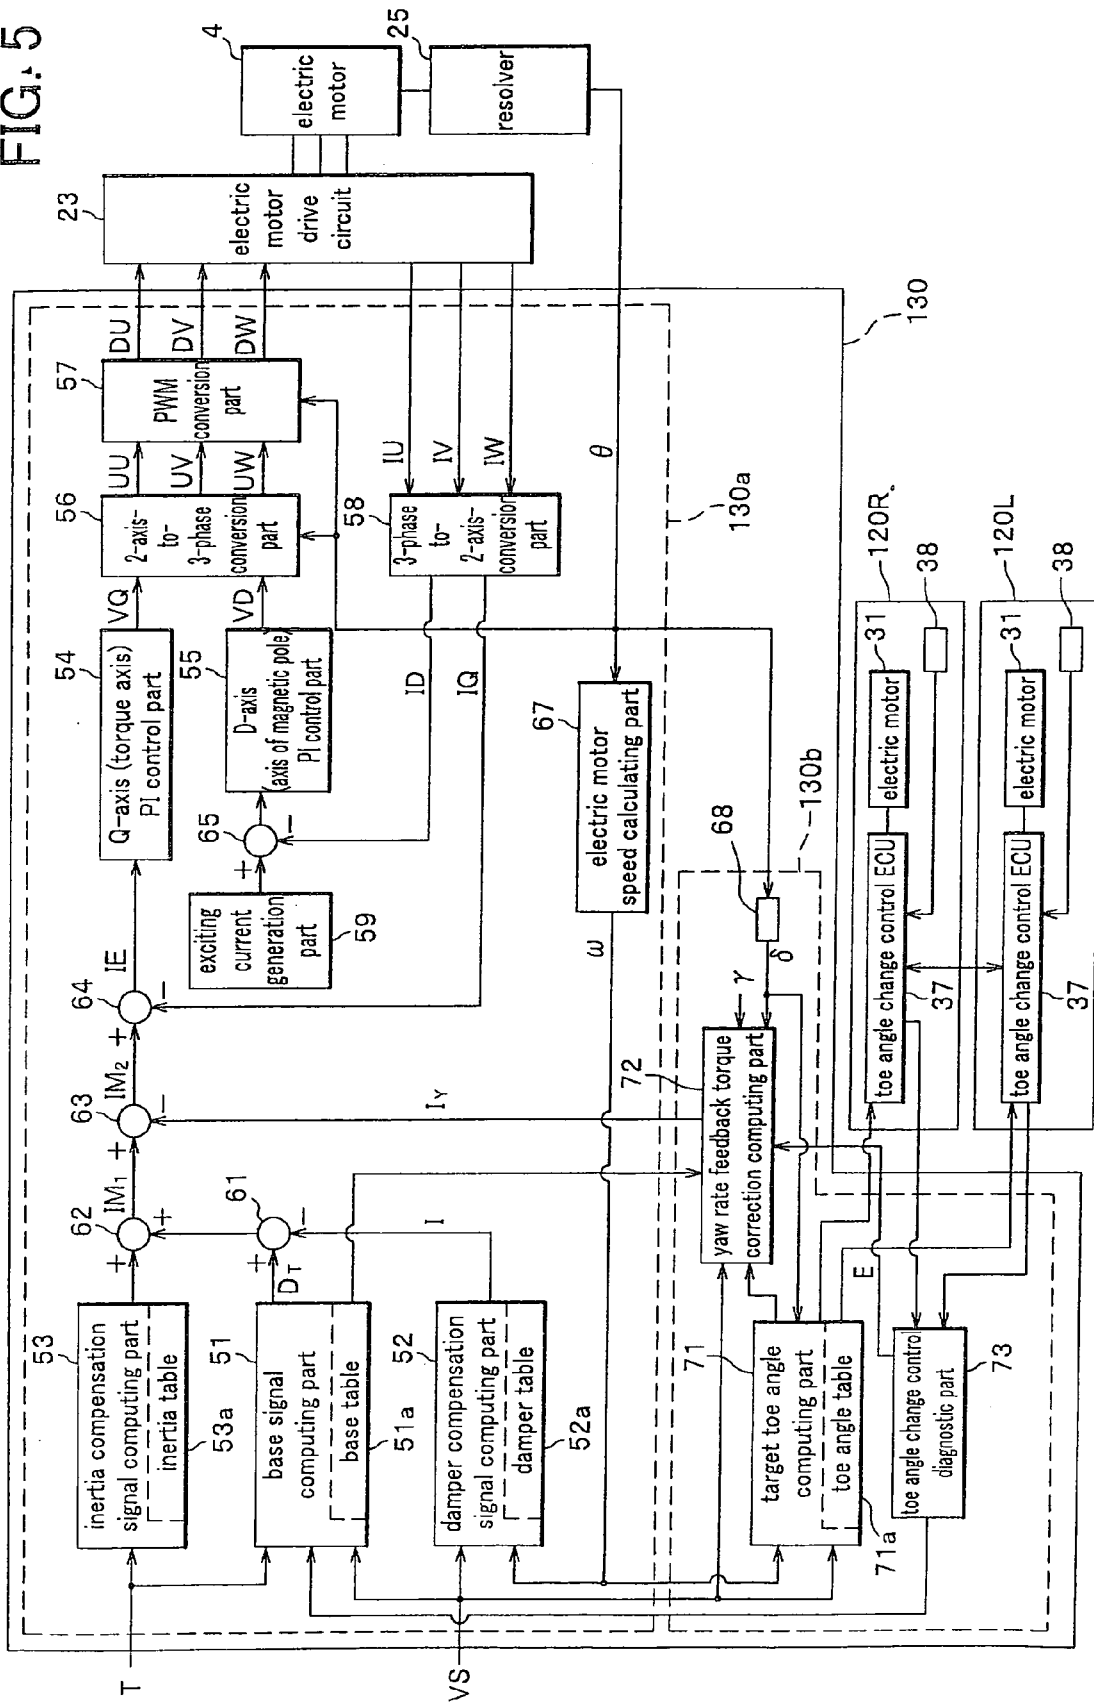 FIG. 5
T
VS
53
inertia compensation
signal computing part
inertia table
53a
51
base signal
computing part
base table
51a
52
damper compensation
signal computing part
damper table
52a
62
+
+
IM1
61
+
−
DT
I
63
+
−
IM2
64
+
−
IE
IY
54
Q-axis (torque axis)
PI control part
VQ
exciting
current
generation
part
59
65
+
−
55
D-axis
(axis of magnetic pole)
PI control part
VD
ID
IQ
56
2-axis-
to-
3-phase
conversion
part
UU
UV
UW
57
PWM
conversion
part
DU
DV
DW
58
3-phase
to-
2-axis-
conversion
part
IU
IV
IW
23
electric
motor
drive
circuit
4
electric
motor
25
resolver
θ
67
electric motor
speed calculating part
ω
130
130a
130b
68
δ
γ
72
yaw rate feedback torque
correction computing part
71
target toe angle
computing part
toe angle table
71a
E
toe angle change control
diagnostic part
73
120R
31
electric motor
38
toe angle change control ECU
37
120L
31
electric motor
38
toe angle change control ECU
37